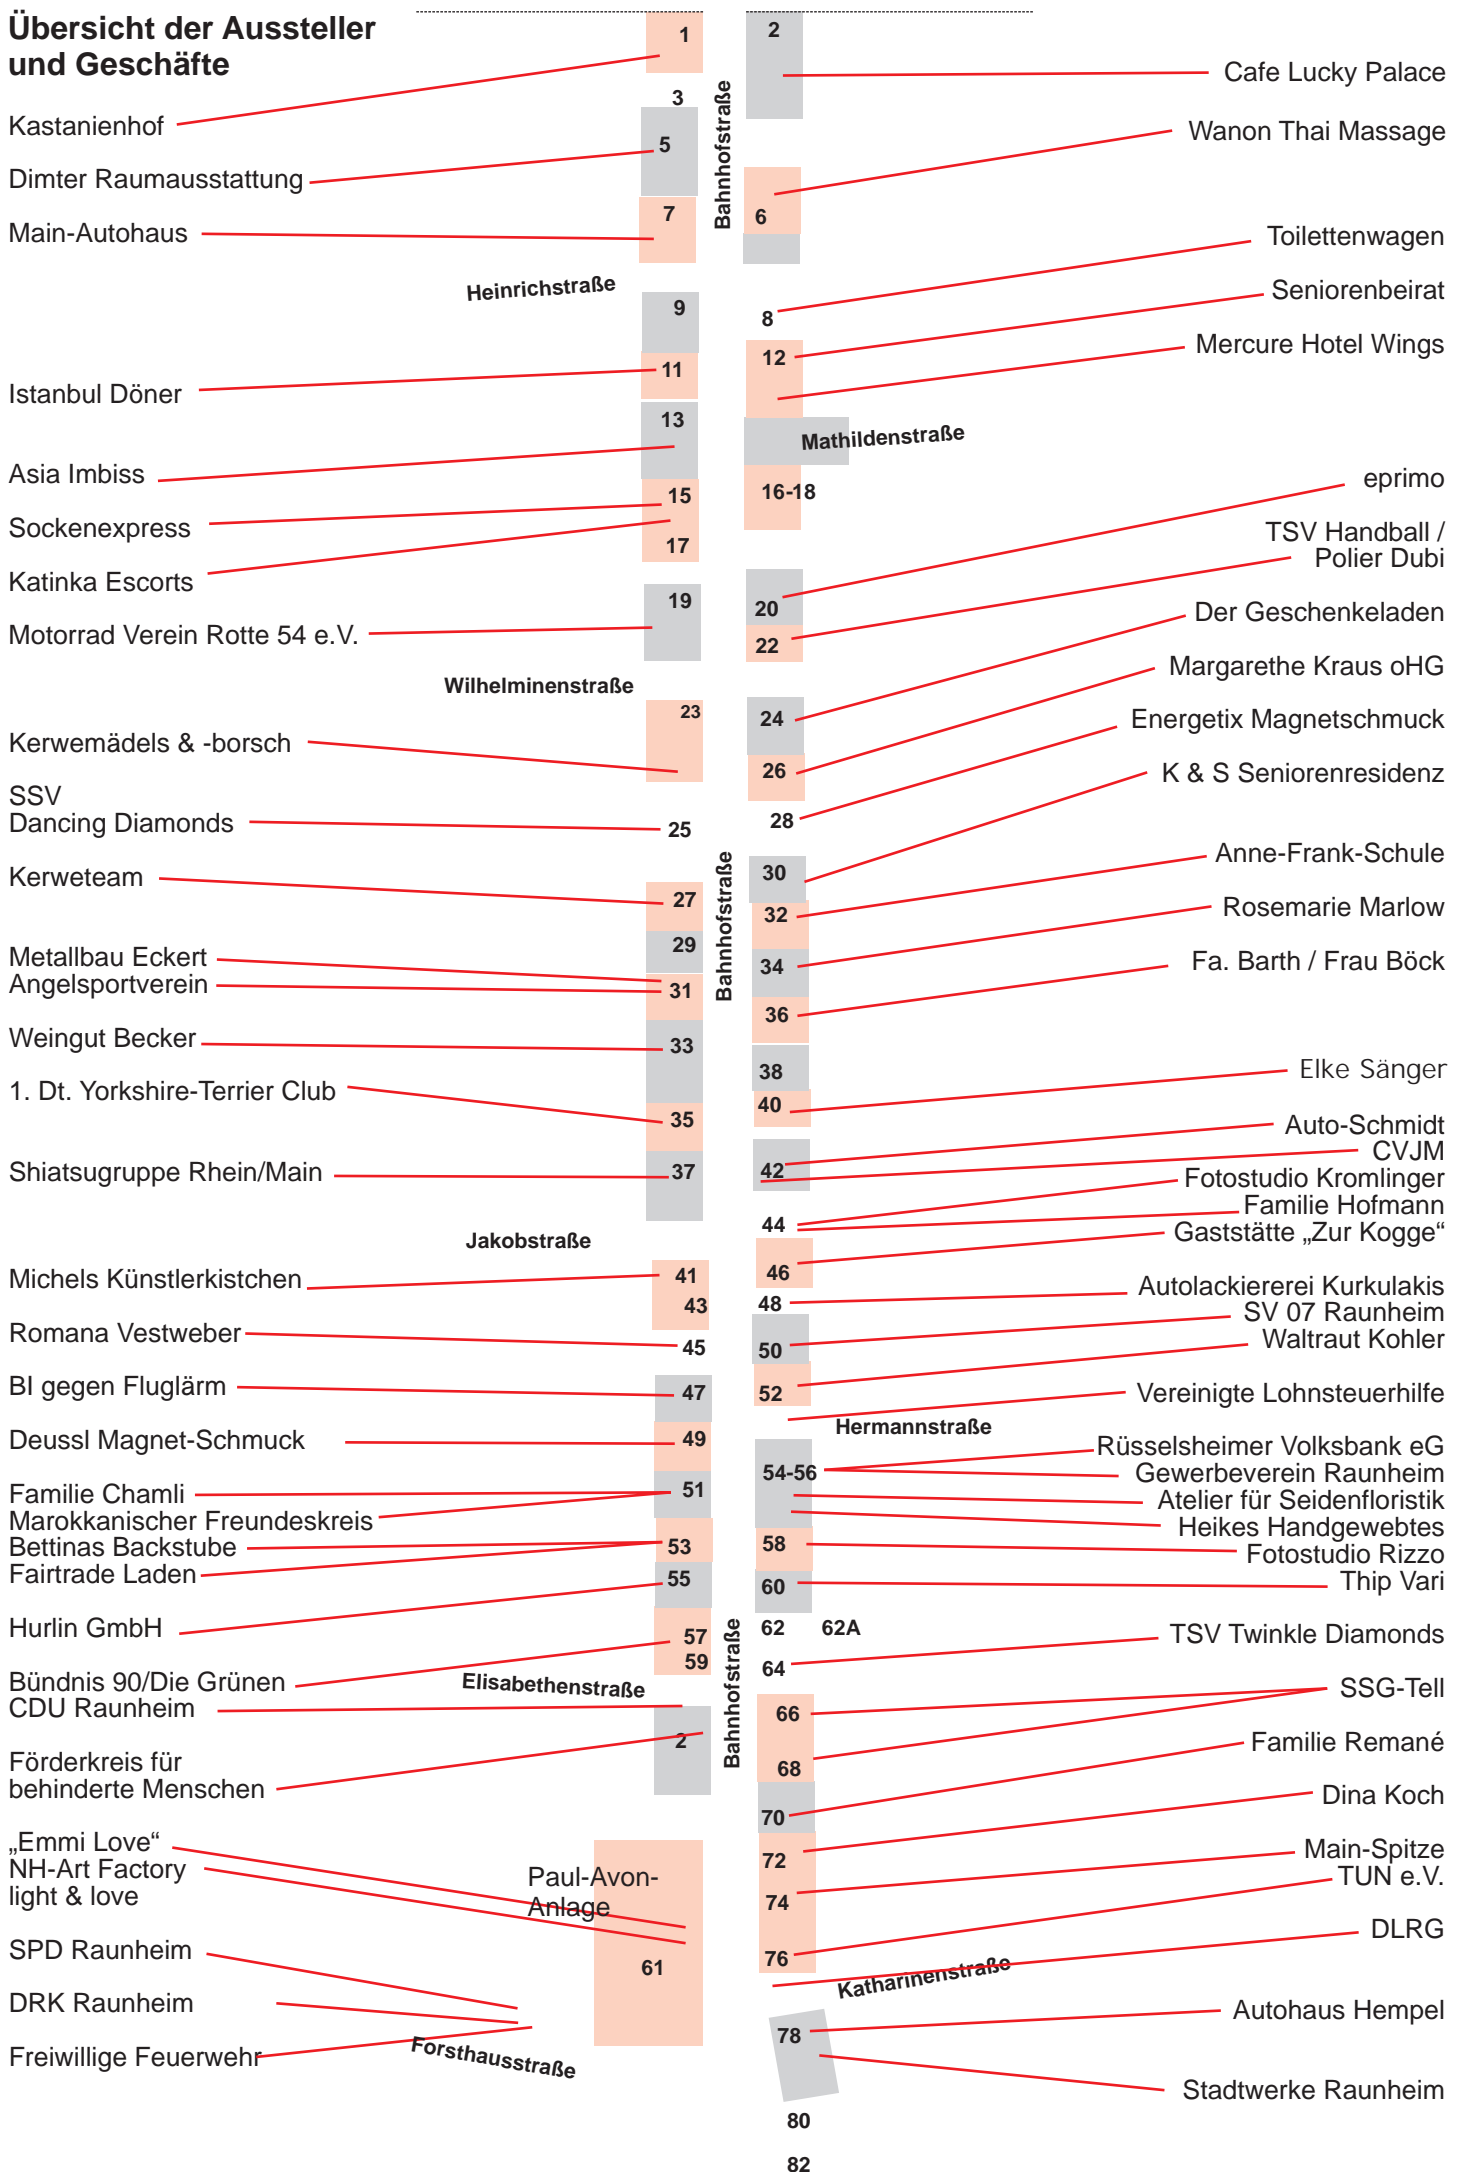 Übersicht der Aussteller
und Geschäfte
Kastanienhof
Dimter Raumausstattung
Main-Autohaus
Istanbul Döner
Asia Imbiss
Sockenexpress
Katinka Escorts
Motorrad Verein Rotte 54 e.V.
Kerwemädels & -borsch
SSV
Dancing Diamonds
Kerweteam
Metallbau Eckert
Angelsportverein
Weingut Becker
1. Dt. Yorkshire-Terrier Club
Shiatsugruppe Rhein/Main
Michels Künstlerkistchen
Romana Vestweber
BI gegen Fluglärm
Deussl Magnet-Schmuck
Familie Chamli
Marokkanischer Freundeskreis
Bettinas Backstube
Fairtrade Laden
Hurlin GmbH
Bündnis 90/Die Grünen
CDU Raunheim
Förderkreis für
behinderte Menschen
„Emmi Love“
NH-Art Factory
light & love
SPD Raunheim
DRK Raunheim
Freiwillige Feuerwehr
1
3
5
7
Heinrichstraße
9
11
13
15
17
19
Wilhelminenstraße
23
25
27
29
31
33
35
37
Jakobstraße
41
43
45
47
49
51
53
55
57
59
Elisabethenstraße
2
Paul-Avon-
Anlage
61
Forsthausstraße
Bahnhofstraße
Bahnhofstraße
Bahnhofstraße
2
6
8
12
Mathildenstraße
16-18
20
22
24
26
28
30
32
34
36
38
40
42
44
46
48
50
52
Hermannstraße
54-56
58
60
62 62A
64
66
68
70
72
74
76
Katharinenstraße
78
80
82
Cafe Lucky Palace
Wanon Thai Massage
Toilettenwagen
Seniorenbeirat
Mercure Hotel Wings
eprimo
TSV Handball /
Polier Dubi
Der Geschenkeladen
Margarethe Kraus oHG
Energetix Magnetschmuck
K & S Seniorenresidenz
Anne-Frank-Schule
Rosemarie Marlow
Fa. Barth / Frau Böck
Elke Sänger
Auto-Schmidt
CVJM
Fotostudio Kromlinger
Familie Hofmann
Gaststätte „Zur Kogge“
Autolackiererei Kurkulakis
SV 07 Raunheim
Waltraut Kohler
Vereinigte Lohnsteuerhilfe
Rüsselsheimer Volksbank eG
Gewerbeverein Raunheim
Atelier für Seidenfloristik
Heikes Handgewebtes
Fotostudio Rizzo
Thip Vari
TSV Twinkle Diamonds
SSG-Tell
Familie Remané
Dina Koch
Main-Spitze
TUN e.V.
DLRG
Autohaus Hempel
Stadtwerke Raunheim